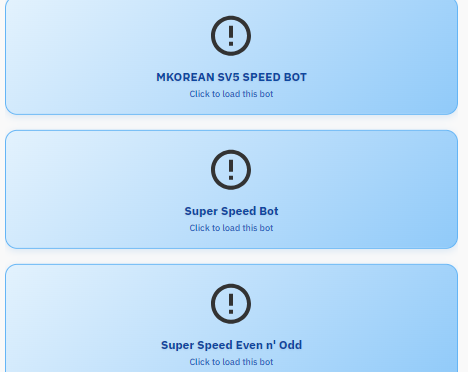 MKOREAN SV5 SPEED BOT
Click to load this bot
Super Speed Bot
Click to load this bot
Super Speed Even n' Odd
Click to load this bot